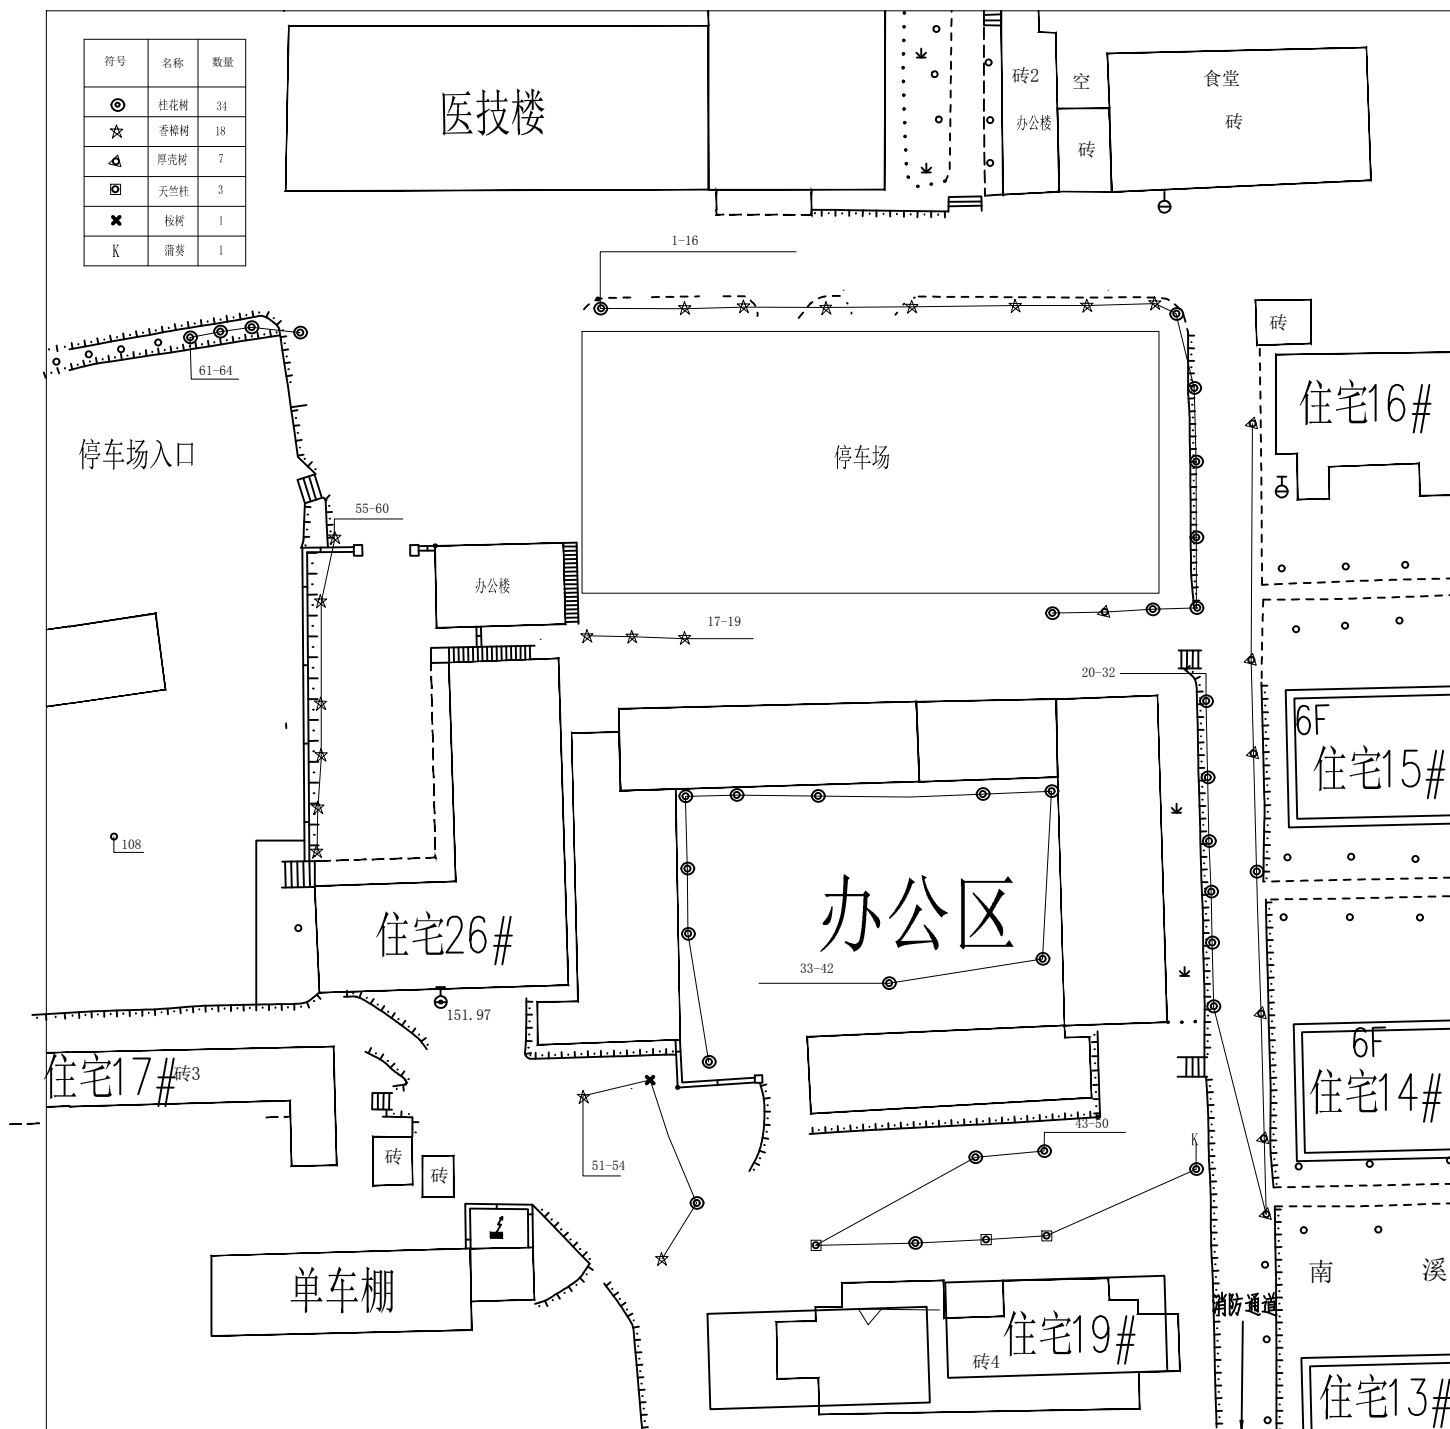 符号 名称 数量
桂花树 34
香樟树 18
厚壳树 7
天竺桂 3
桉树 1
K 蒲葵 1
医技楼
砖2
办公楼
空
砖
食堂
砖
1-16
61-64
停车场入口
停车场
砖
住宅16#
55-60
办公楼
17-19
20-32
6F
住宅15#
108
住宅26#
办公区
33-42
151.97
住宅17#
砖3
6F
住宅14#
砖
砖
51-54
43-50
K
单车棚
南 溪
消防通道
住宅19#
砖4
住宅13#